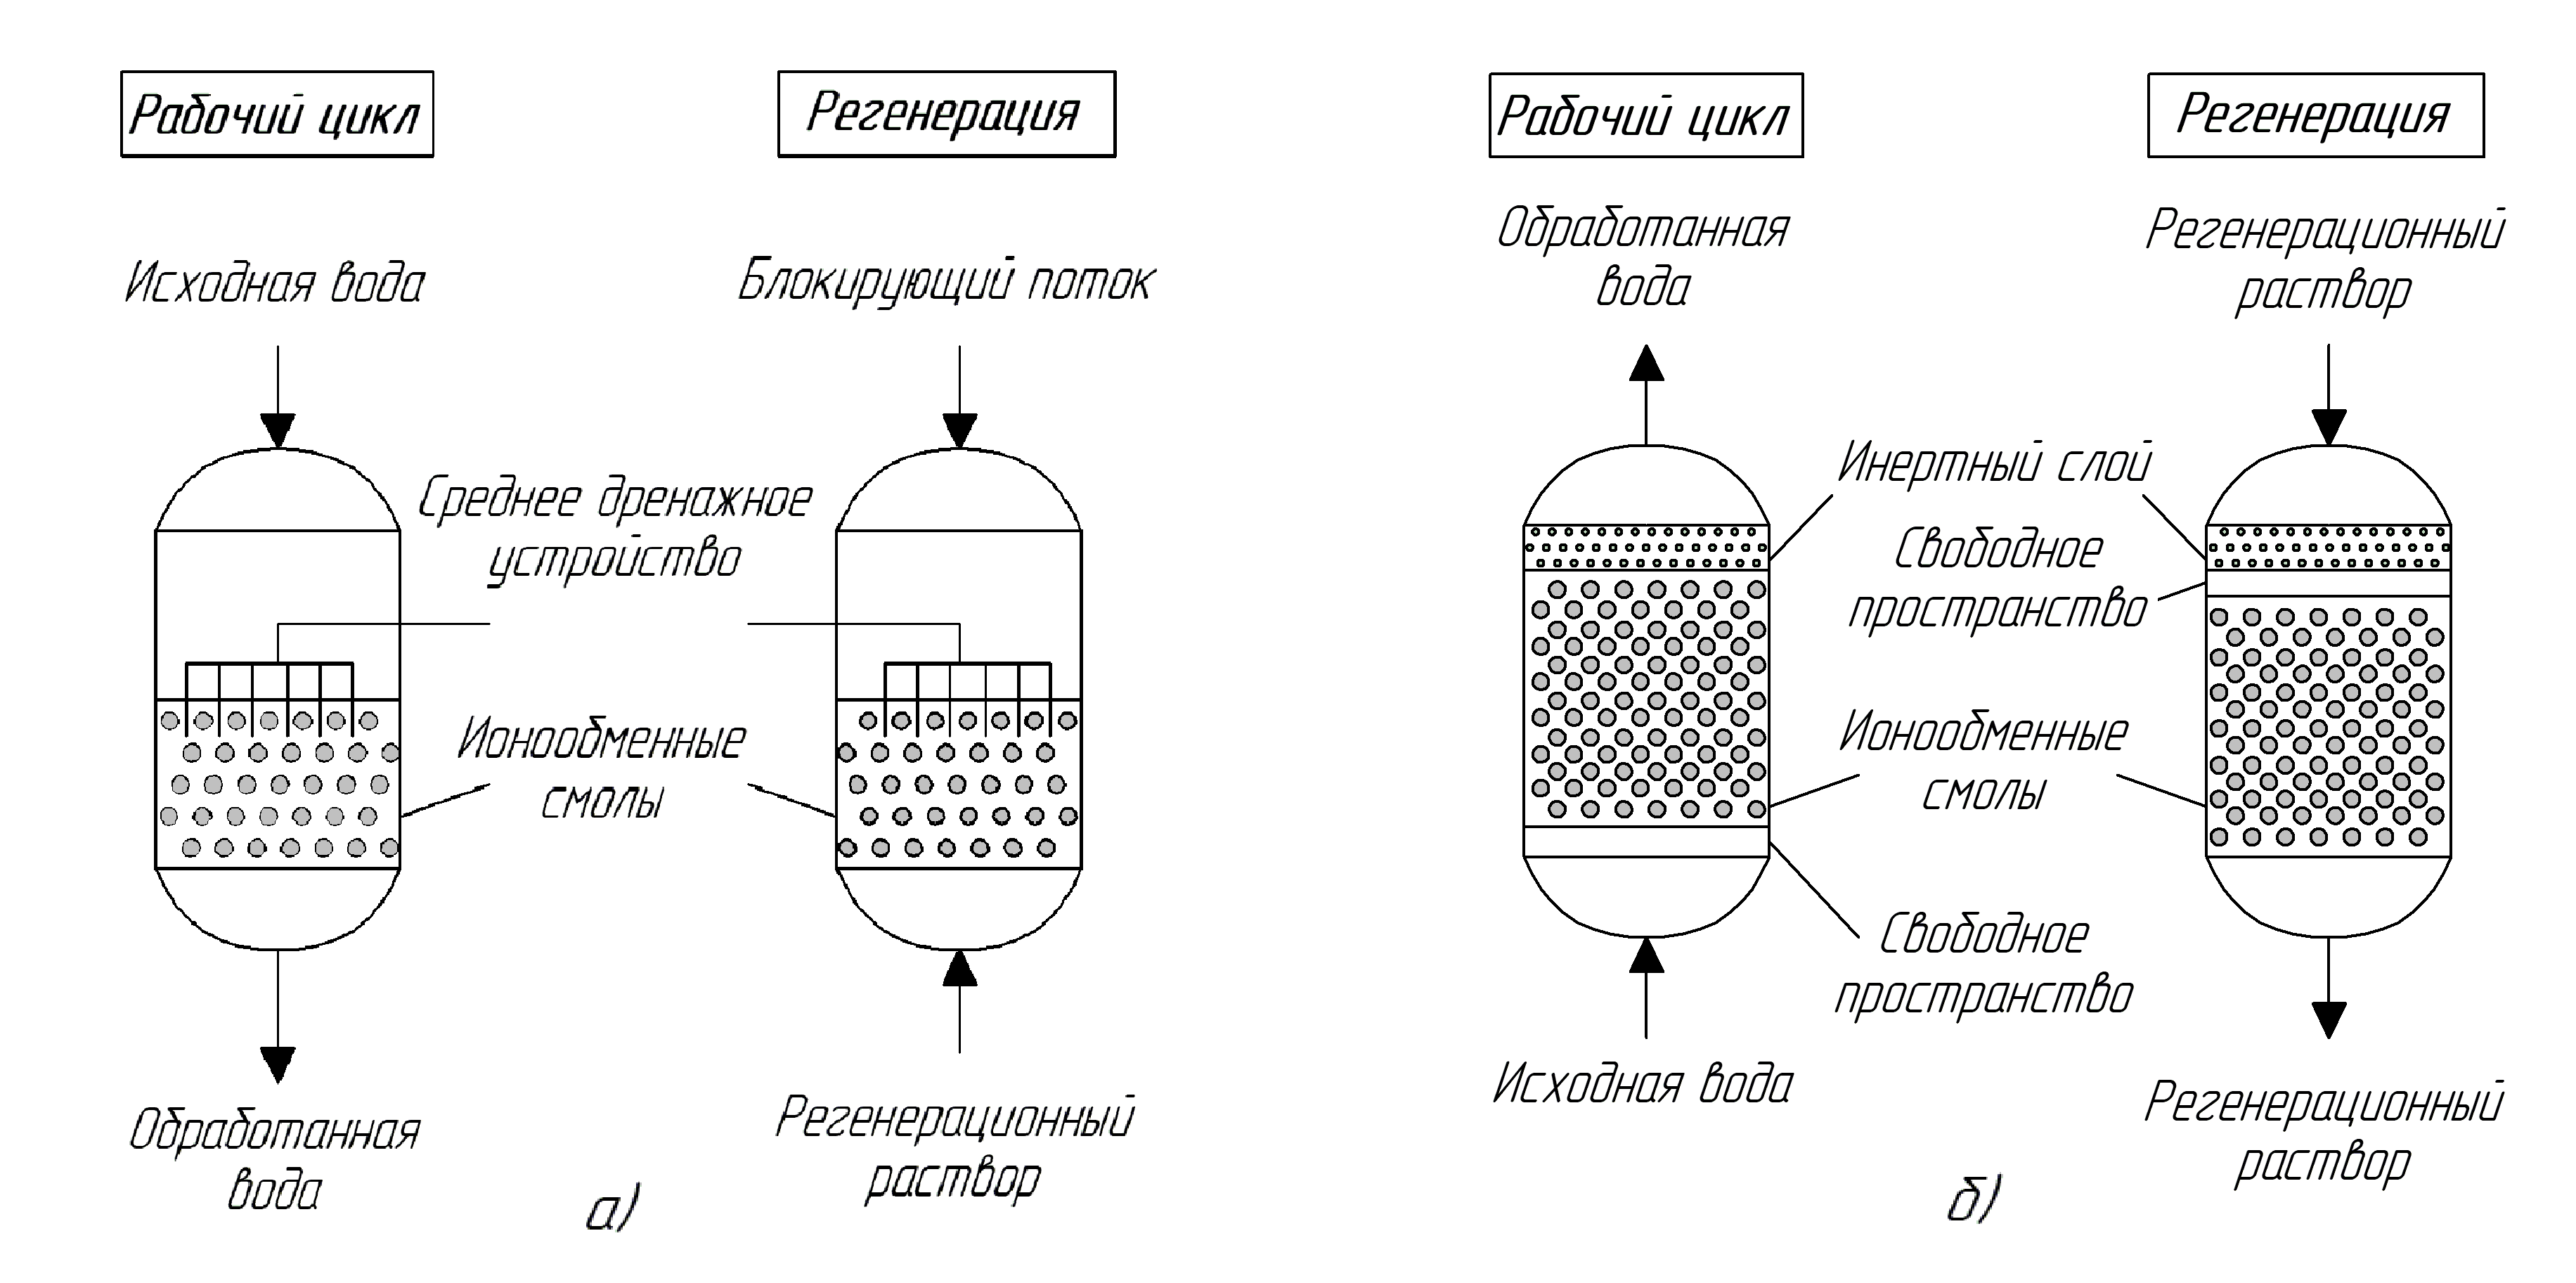 Рабочий цикл
Регенерация
Исходная вода
Блокирующий поток
Среднее дренажное
устройство
Ионообменные
смолы
Обработанная
вода
Регенерационный
раствор
а)
Рабочий цикл
Регенерация
Обработанная
вода
Регенерационный
раствор
Инертный слой
Свободное
пространство
Ионообменные
смолы
Свободное
пространство
Исходная вода
Регенерационный
раствор
б)